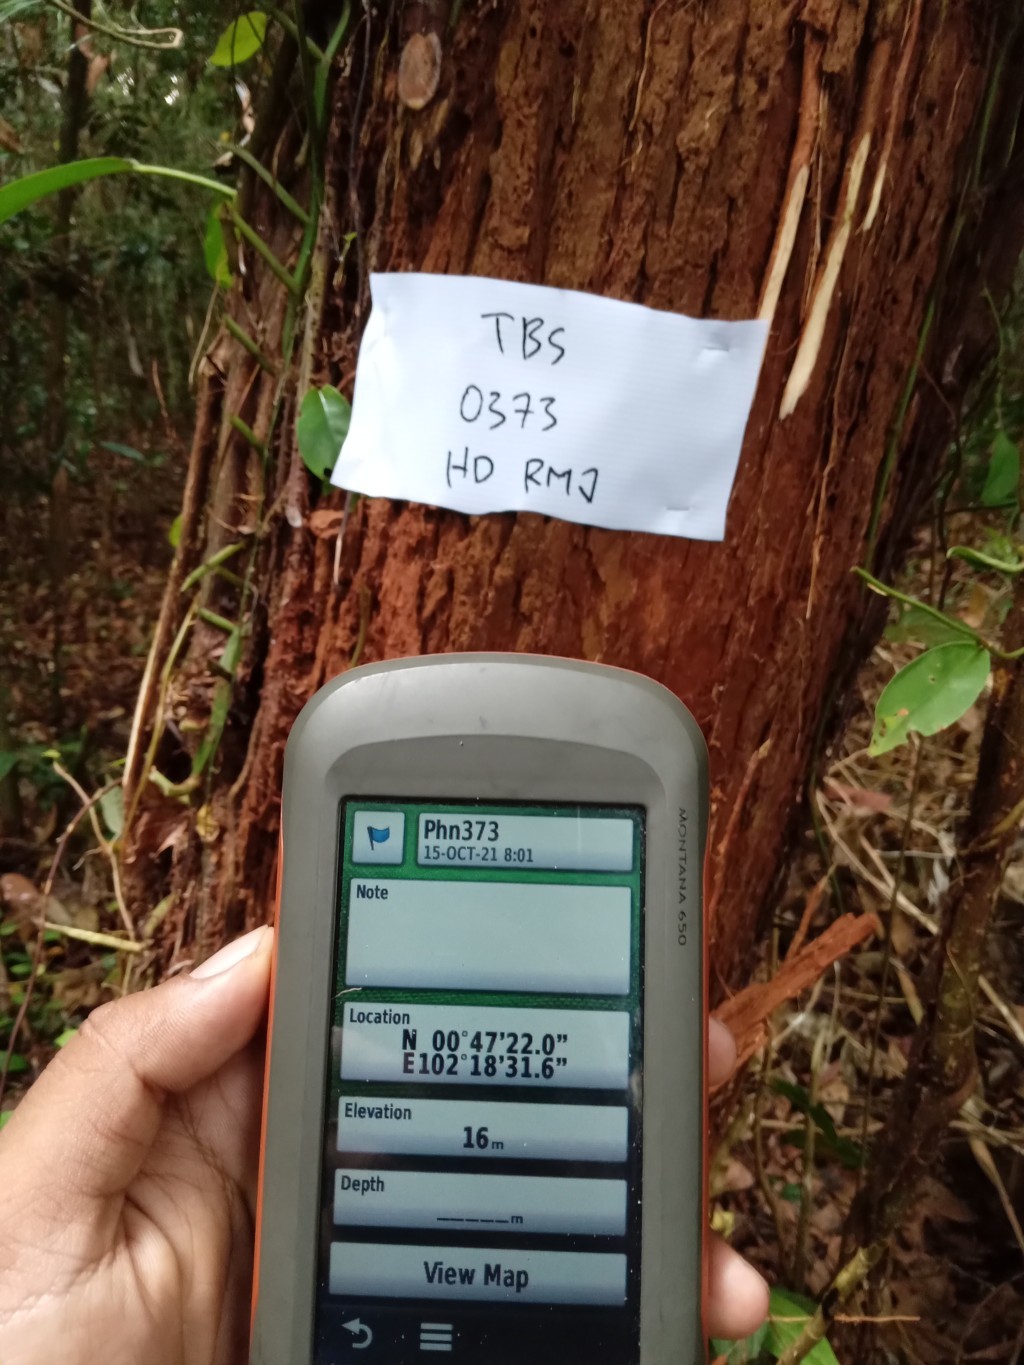 TBS
0373
HD RMJ
MONTANA 650
Phn373
15-OCT-21 8:01
Note
Location
N 00°47'22.0"
E102°18'31.6"
Elevation
16 m
Depth
_____m
View Map